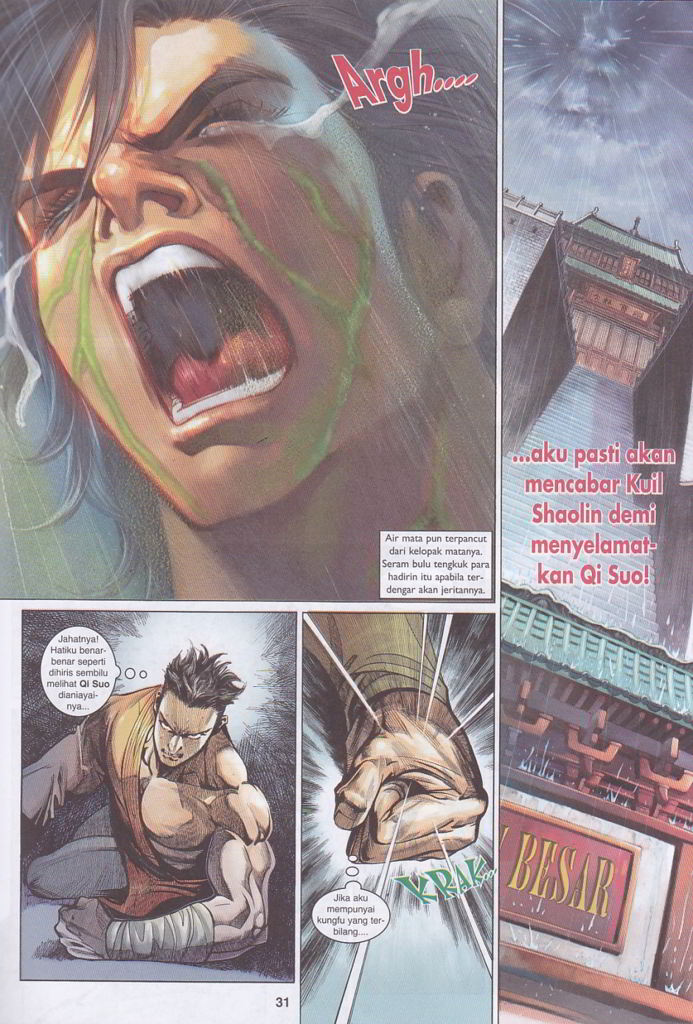 Argh....
Air mata pun terpancut
dari kelopak matanya.
Seram bulu tengkuk para
hadirin itu apabila ter-
dengar akan jeritannya.
Jahatnya!
Hatiku benar-
benar seperti
dihiris sembilu
melihat Qi Suo
dianiayai-
nya...
KRAK
Jika aku
mempunyai
kungfu yang ter-
bilang....
...aku pasti akan
mencabar Kuil
Shaolin demi
menyelamat-
kan Qi Suo!
BESAR
31